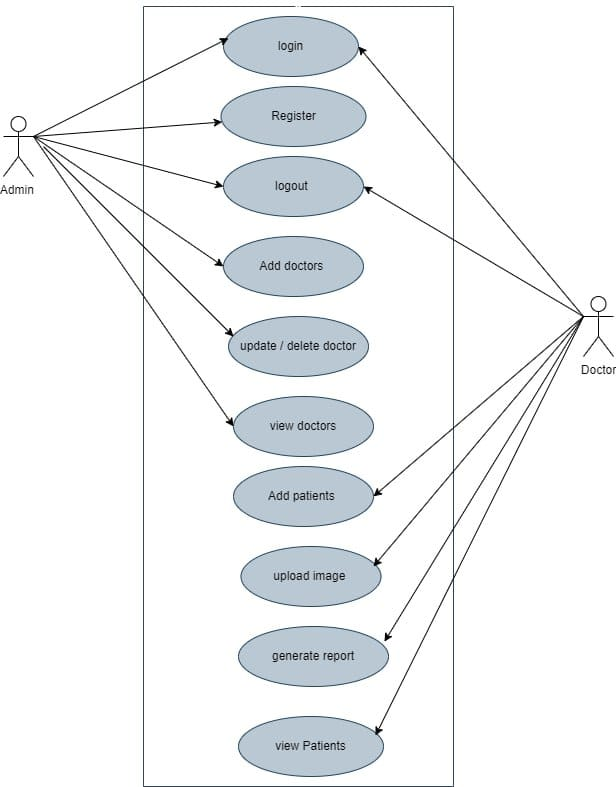 login
Register
Admin
logout
Add doctors
update / delete doctor
Doctor
view doctors
Add patients
upload image
generate report
view Patients